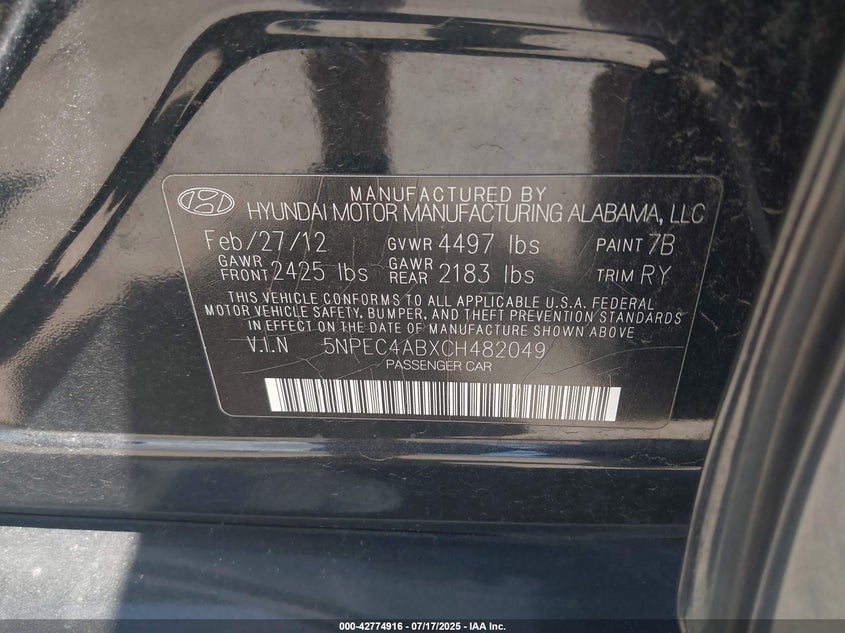 MANUFACTURED BY
HYUNDAI MOTOR MANUFACTURING ALABAMA, LLC
Feb/27/12 GVWR 4497 lbs PAINT 7B
GAWR FRONT 2425 lbs GAWR REAR 2183 lbs TRIM RY
THIS VEHICLE CONFORMS TO ALL APPLICABLE U.S.A. FEDERAL
MOTOR VEHICLE SAFETY, BUMPER, AND THEFT PREVENTION STANDARDS
IN EFFECT ON THE DATE OF MANUFACTURE SHOWN ABOVE
V.I.N 5NPEC4ABXCH482049
PASSENGER CAR
000-42774916 - 07/17/2025 - IAA Inc.